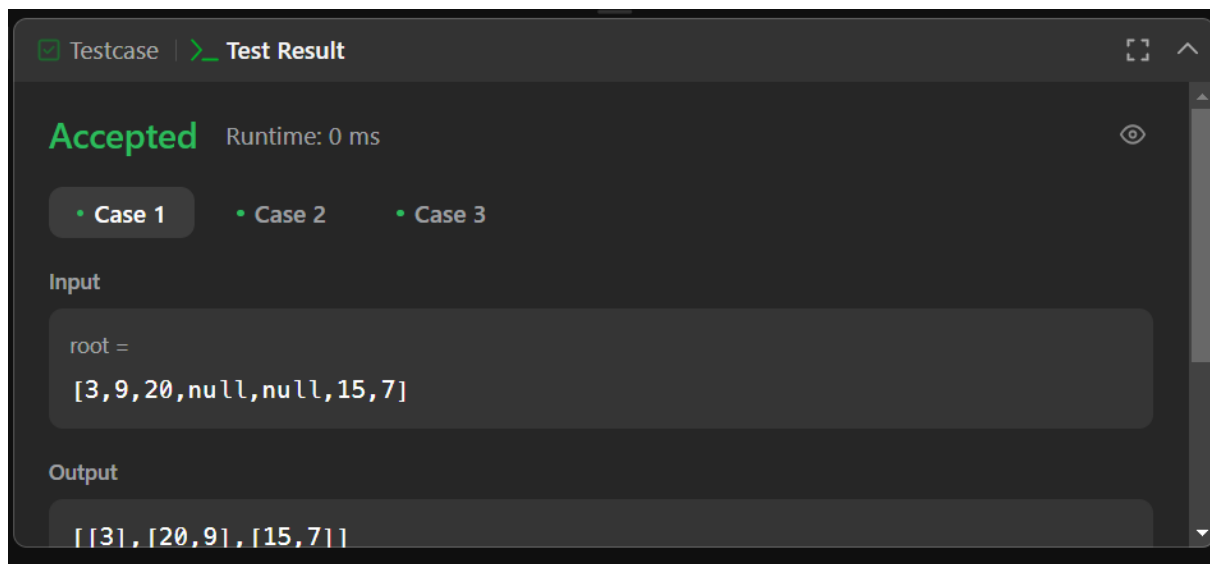 Testcase | >_ Test Result
Accepted Runtime: 0 ms
• Case 1 • Case 2 • Case 3
Input
root =
[3,9,20,null,null,15,7]
Output
[[3],[20,9],[15,7]]